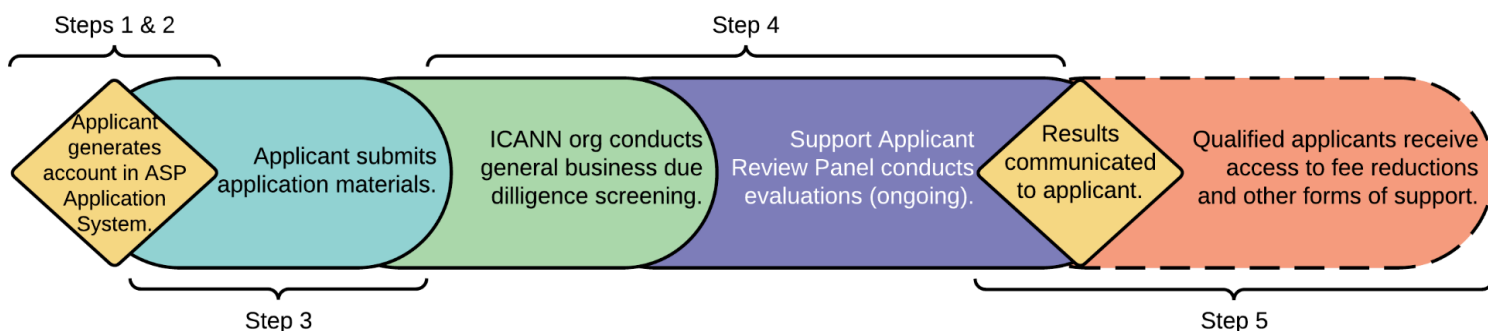 Steps 1 & 2
Step 4
Applicant
generates
account in ASP
Application
System.
Applicant submits
application materials.
ICANN org conducts
general business due
dilligence screening.
Support Applicant
Review Panel conducts
evaluations (ongoing).
Results
communicated
to applicant.
Qualified applicants receive
access to fee reductions
and other forms of support.
Step 3
Step 5